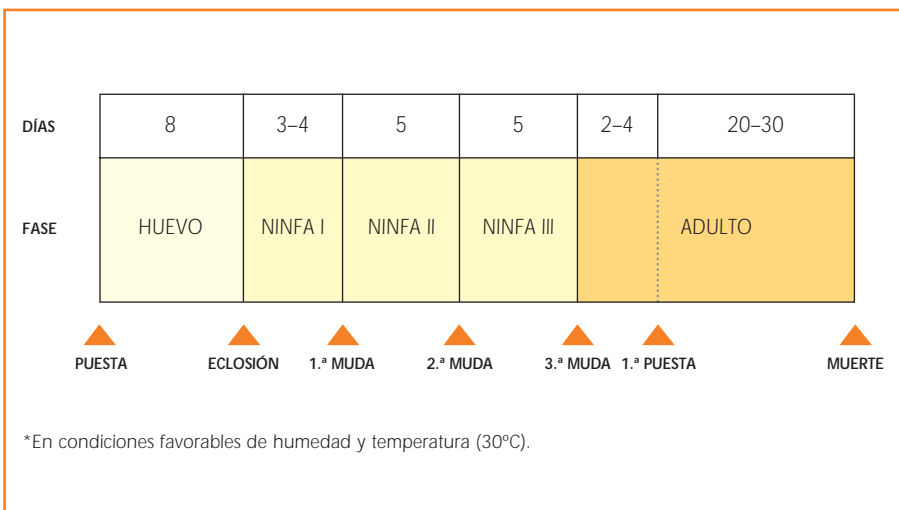 DÍAS 8 3–4 5 5 2–4 20–30
FASE HUEVO NINFA I NINFA II NINFA III ADULTO
PUESTA ECLOSIÓN 1.ª MUDA 2.ª MUDA 3.ª MUDA 1.ª PUESTA MUERTE
*En condiciones favorables de humedad y temperatura (30ºC).